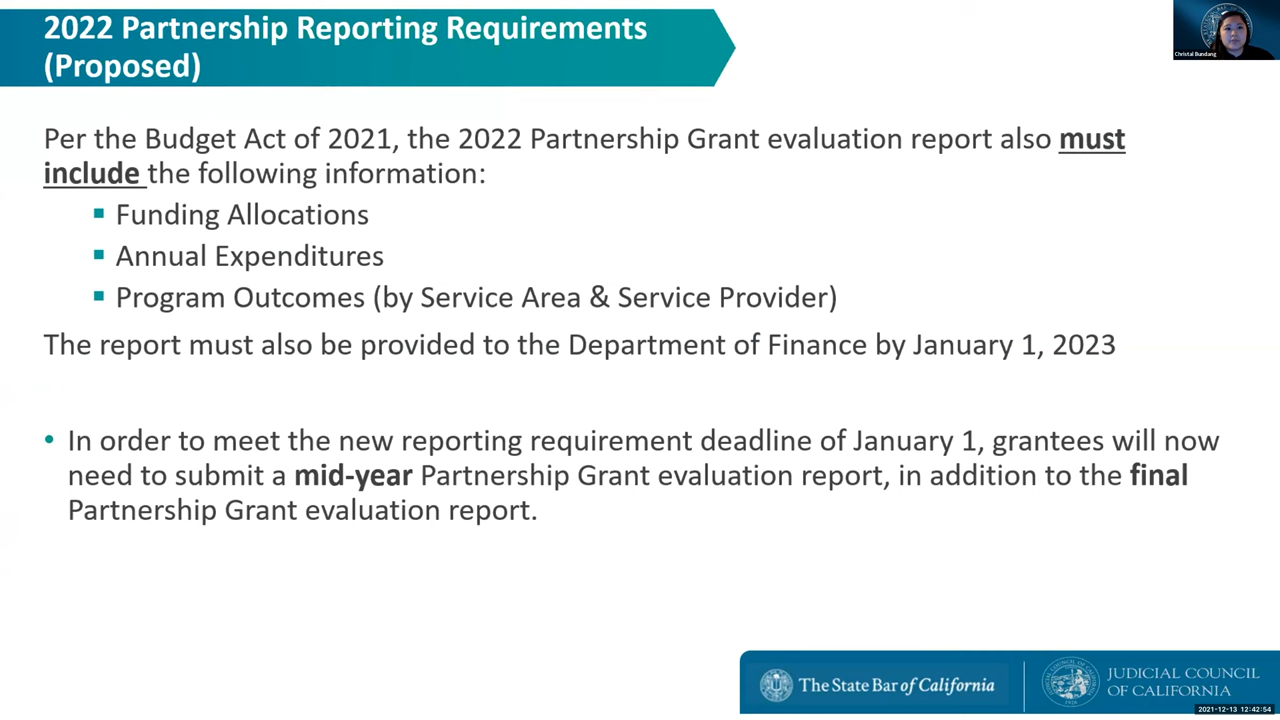 2022 Partnership Reporting Requirements
(Proposed)
Christal Bundang
Per the Budget Act of 2021, the 2022 Partnership Grant evaluation report also must
include the following information:
Funding Allocations
Annual Expenditures
Program Outcomes (by Service Area & Service Provider)
The report must also be provided to the Department of Finance by January 1, 2023
In order to meet the new reporting requirement deadline of January 1, grantees will now
need to submit a mid-year Partnership Grant evaluation report, in addition to the final
Partnership Grant evaluation report.
The State Bar of California
JUDICIAL COUNCIL
OF CALIFORNIA
2021-12-13 12:42:54